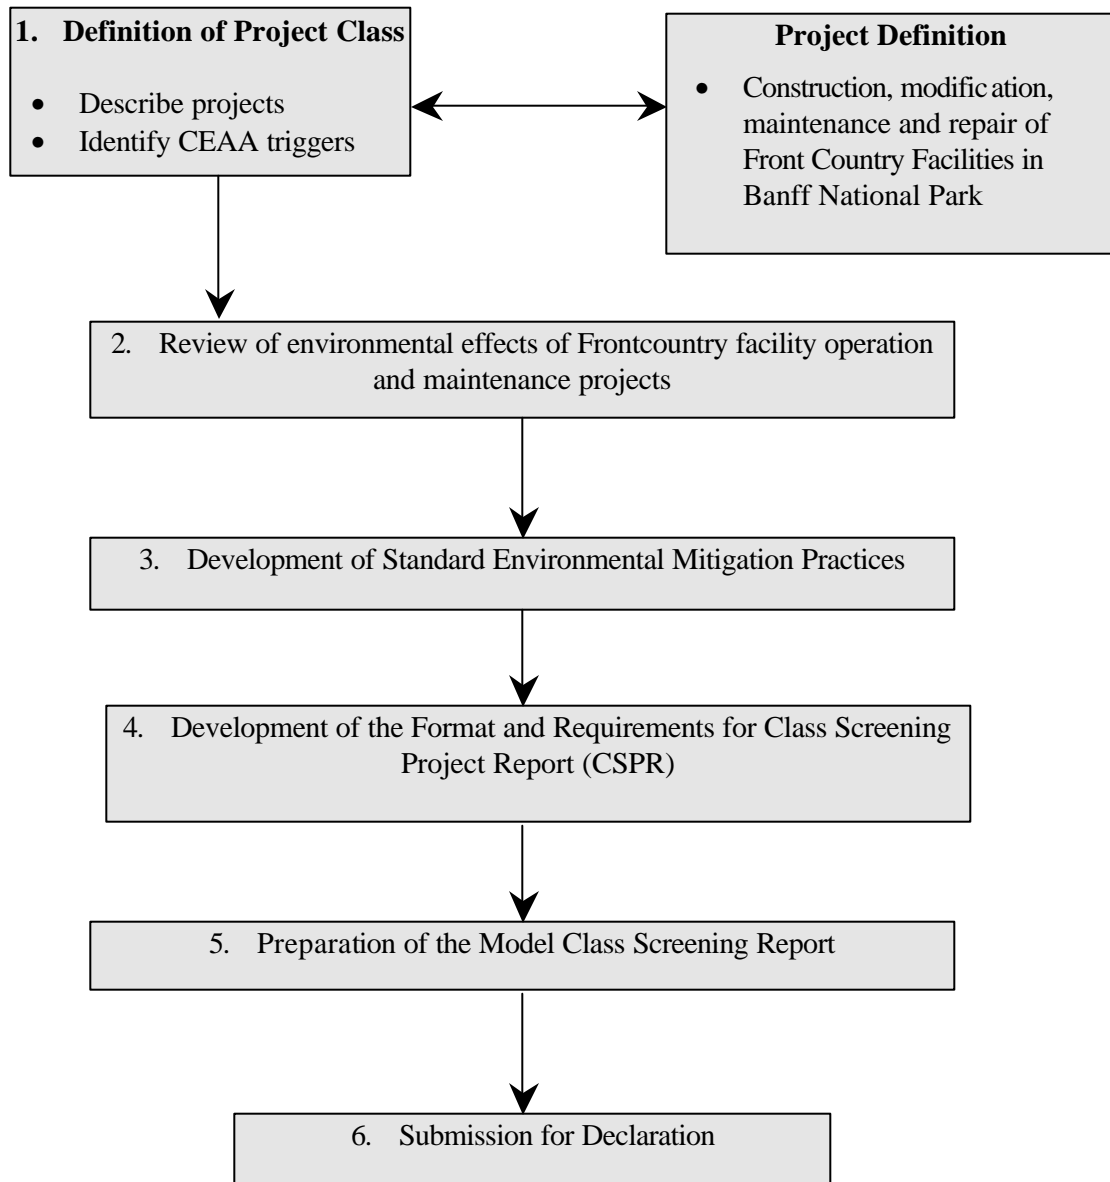 1. Definition of Project Class
• Describe projects
• Identify CEAA triggers
Project Definition
• Construction, modification,
maintenance and repair of
Front Country Facilities in
Banff National Park
2. Review of environmental effects of Frontcountry facility operation
and maintenance projects
3. Development of Standard Environmental Mitigation Practices
4. Development of the Format and Requirements for Class Screening
Project Report (CSPR)
5. Preparation of the Model Class Screening Report
6. Submission for Declaration